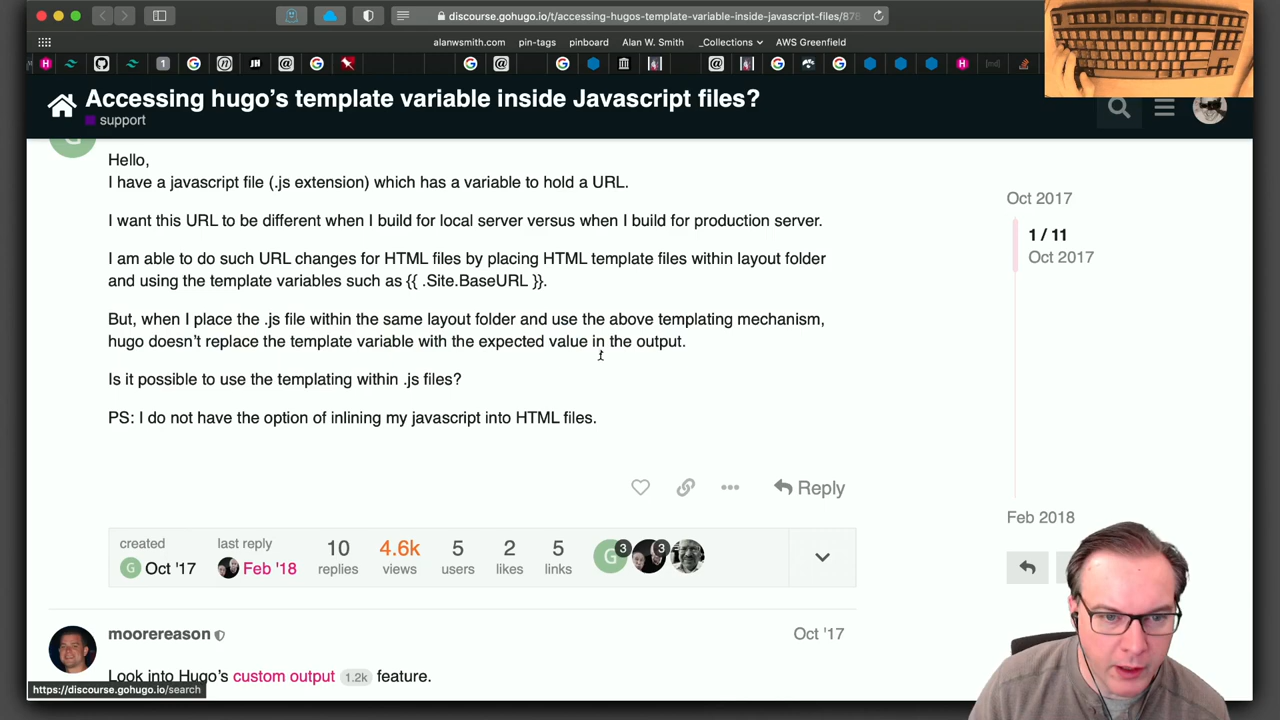 discourse.gohugo.io/t/accessing-hugos-template-variable-inside-javascript-files/878
alanwsmith.com pin-tags pinboard Alan W. Smith _Collections AWS Greenfield
Accessing hugo's template variable inside Javascript files?
support
G
Hello,
I have a javascript file (.js extension) which has a variable to hold a URL.
I want this URL to be different when I build for local server versus when I build for production server.
I am able to do such URL changes for HTML files by placing HTML template files within layout folder
and using the template variables such as {{ .Site.BaseURL }}.
But, when I place the .js file within the same layout folder and use the above templating mechanism,
hugo doesn't replace the template variable with the expected value in the output.
Is it possible to use the templating within .js files?
PS: I do not have the option of inlining my javascript into HTML files.
Oct 2017
1 / 11
Oct 2017
Feb 2018
Reply
created last reply 10 4.6k 5 2 5 G 3 3
G Oct '17 Feb '18 replies views users likes links
moorereason Oct '17
Look into Hugo's custom output 1.2k feature.
https://discourse.gohugo.io/search